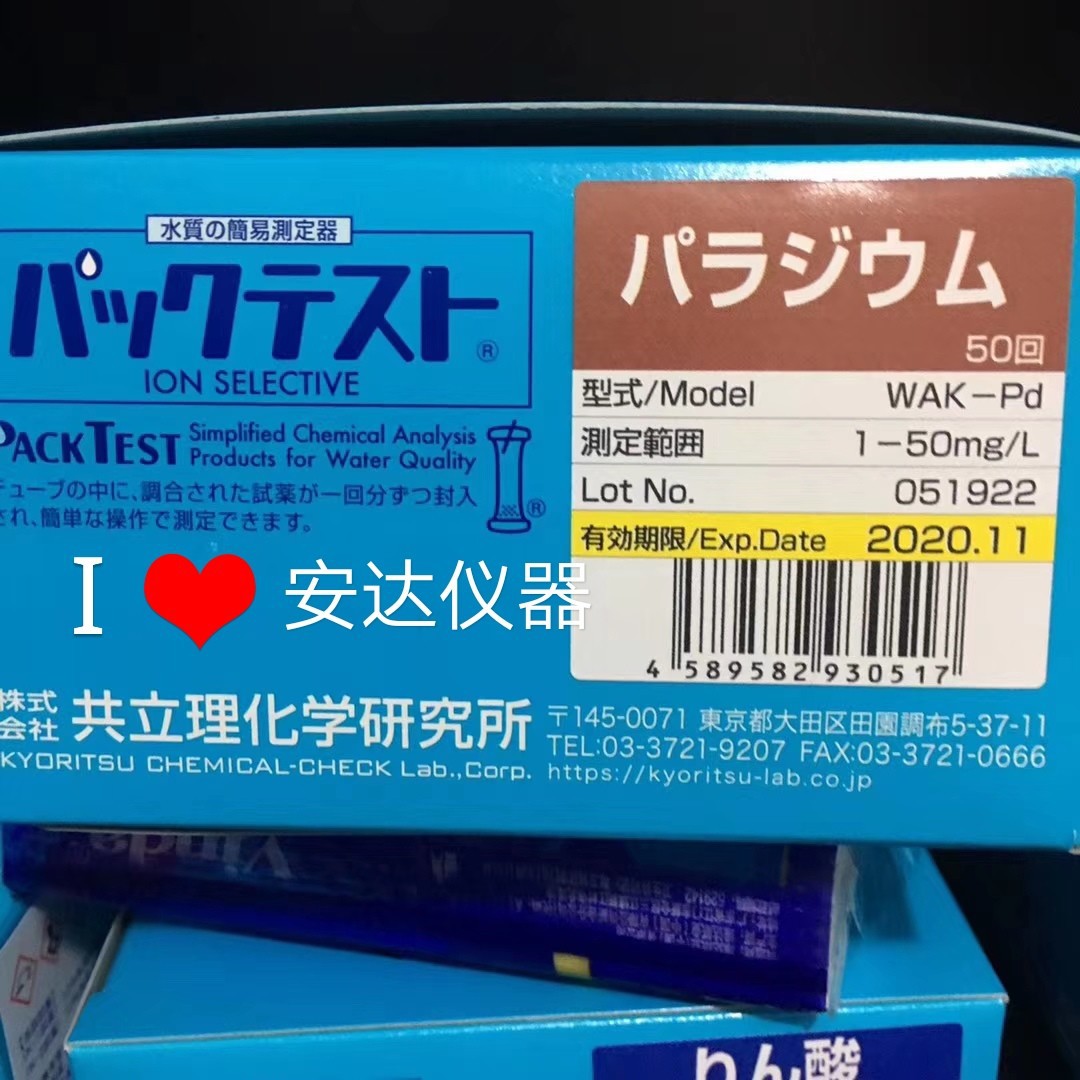 水質の簡易測定器
パックテスト®
ION SELECTIVE
PACKTEST
Simplified Chemical Analysis
Products for Water Quality
チューブの中に、調合された試薬が一回分ずつ封入
され、簡単な操作で測定できます。
®
パラジウム
50回
型式/Model WAK-Pd
測定範囲 1-50mg/L
Lot No. 051922
有効期限/Exp.Date 2020.11
4 589582 930517
I ❤ 安达仪器
株式会社 共立理化学研究所
KYORITSU CHEMICAL-CHECK Lab.,Corp.
〒145-0071 東京都大田区田園調布5-37-11
TEL:03-3721-9207 FAX:03-3721-0666
https://kyoritsu-lab.co.jp
Vinda
りん酸